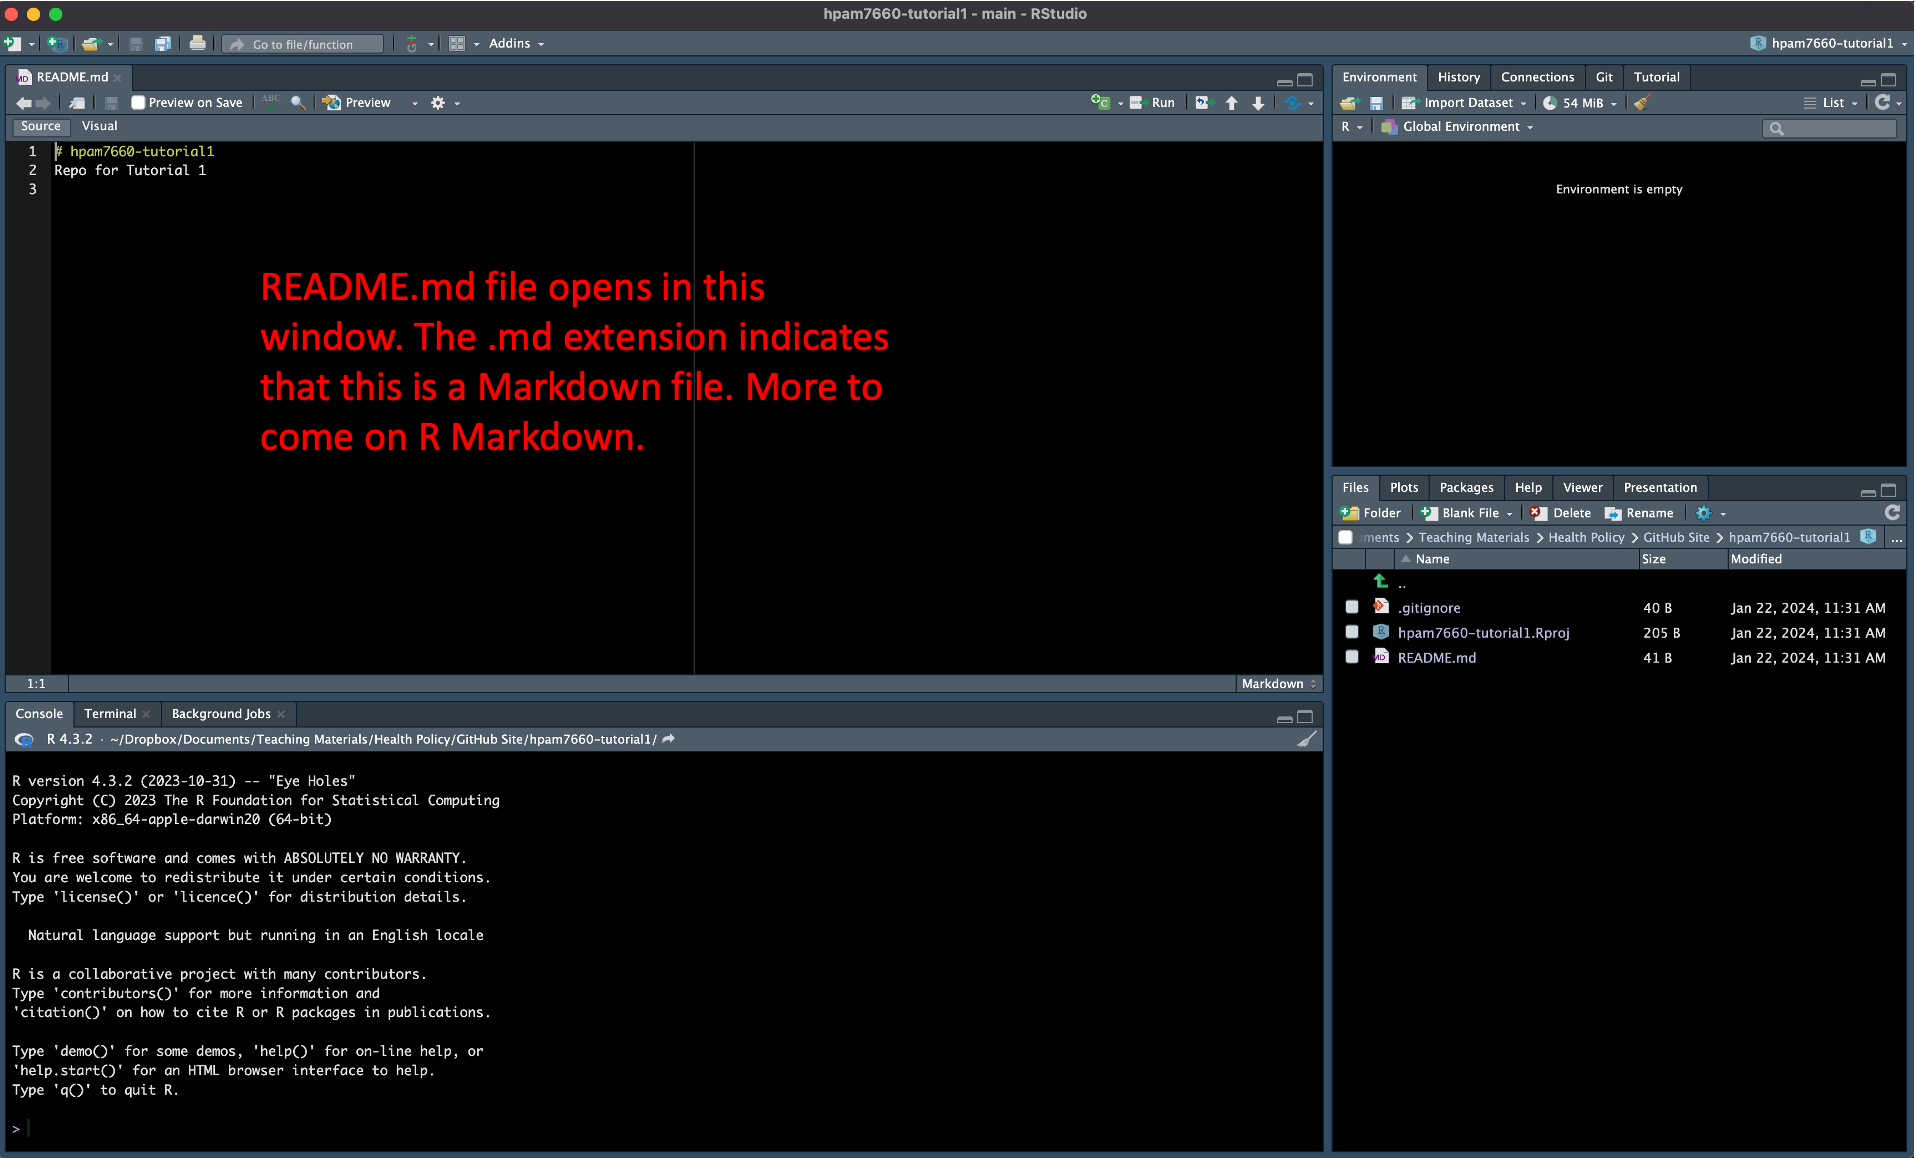 hpam7660-tutorial1 - main - RStudio
Go to file/function
Addins
hpam7660-tutorial1
README.md
Preview on Save
ABC
Preview
Run
Source Visual
1 # hpam7660-tutorial1
2 Repo for Tutorial 1
3
README.md file opens in this
window. The .md extension indicates
that this is a Markdown file. More to
come on R Markdown.
1:1
Markdown
Console Terminal Background Jobs
R 4.3.2 · ~/Dropbox/Documents/Teaching Materials/Health Policy/GitHub Site/hpam7660-tutorial1/
R version 4.3.2 (2023-10-31) -- "Eye Holes"
Copyright (C) 2023 The R Foundation for Statistical Computing
Platform: x86_64-apple-darwin20 (64-bit)
R is free software and comes with ABSOLUTELY NO WARRANTY.
You are welcome to redistribute it under certain conditions.
Type 'license()' or 'licence()' for distribution details.
Natural language support but running in an English locale
R is a collaborative project with many contributors.
Type 'contributors()' for more information and
'citation()' on how to cite R or R packages in publications.
Type 'demo()' for some demos, 'help()' for on-line help, or
'help.start()' for an HTML browser interface to help.
Type 'q()' to quit R.
>
Environment History Connections Git Tutorial
Import Dataset 54 MiB List
R Global Environment
Environment is empty
Files Plots Packages Help Viewer Presentation
Folder Blank File Delete Rename
uments > Teaching Materials > Health Policy > GitHub Site > hpam7660-tutorial1 ...
Name Size Modified
..
.gitignore 40 B Jan 22, 2024, 11:31 AM
hpam7660-tutorial1.Rproj 205 B Jan 22, 2024, 11:31 AM
README.md 41 B Jan 22, 2024, 11:31 AM